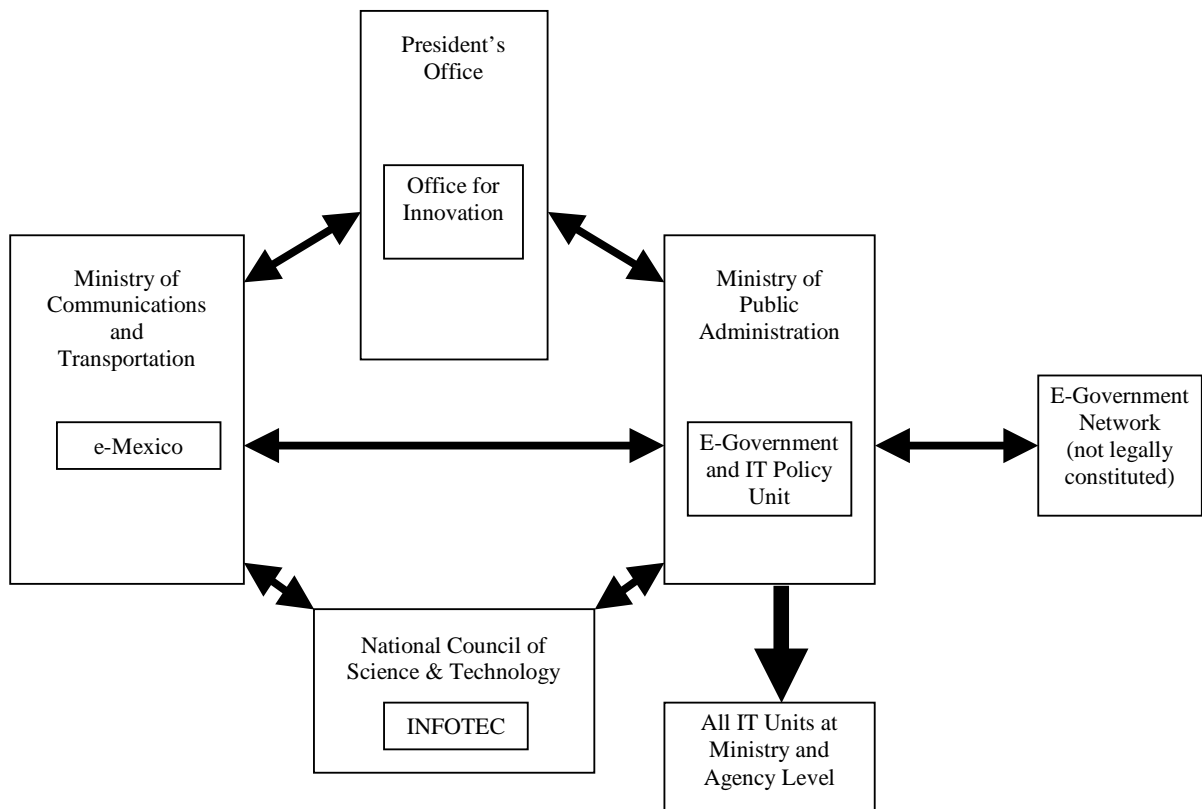 President’s
Office
Office for
Innovation
Ministry of
Communications
and
Transportation
e-Mexico
Ministry of
Public
Administration
E-Government
and IT Policy
Unit
E-Government
Network
(not legally
constituted)
National Council of
Science & Technology
INFOTEC
All IT Units at
Ministry and
Agency Level